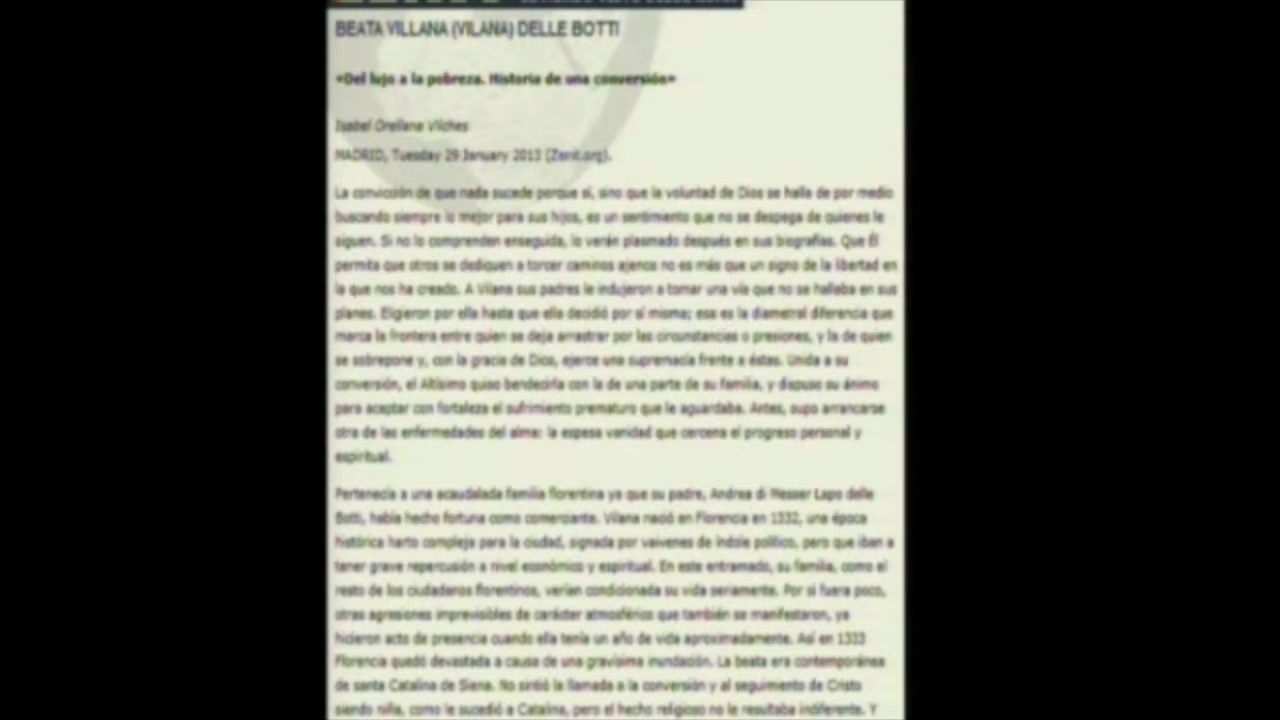 BEATA VILLANA (VILANA) DELLE BOTTI
«Del lujo a la pobreza. Historia de una conversión»
Isabel Orellana Vilches
MADRID, Tuesday 29 January 2013 (Zenit.org).
La convicción de que nada sucede porque sí, sino que la voluntad de Dios se halla de por medio
buscando siempre lo mejor para sus hijos, es un sentimiento que no se despega de quienes le
siguen. Si no lo comprenden enseguida, lo verán plasmado después en sus biografías. Que Él
permita que otros se dediquen a torcer caminos ajenos no es más que un signo de la libertad en
la que nos ha creado. A Vilana sus padres le indujeron a tomar una vía que no se hallaba en sus
planes. Eligieron por ella hasta que ella decidió por sí misma; esa es la diametral diferencia que
marca la frontera entre quien se deja arrastrar por las circunstancias o presiones, y la de quien
se sobrepone y, con la gracia de Dios, ejerce una supremacía frente a éstas. Unida a su
conversión, el Altísimo quiso bendecirla con la de una parte de su familia, y dispuso su ánimo
para aceptar con fortaleza el sufrimiento prematuro que le aguardaba. Antes, supo arrancarse
otra de las enfermedades del alma: la espesa vanidad que cercena el progreso personal y
espiritual.
Pertenecía a una acaudalada familia florentina ya que su padre, Andrea di Messer Lapo delle
Botti, había hecho fortuna como comerciante. Vilana nació en Florencia en 1332, una época
histórica harto compleja para la ciudad, signada por vaivenes de índole político, pero que iban a
tener grave repercusión a nivel económico y espiritual. En este entramado, su familia, como el
resto de los ciudadanos florentinos, verían condicionada su vida seriamente. Por si fuera poco,
otras agresiones imprevisibles de carácter atmosférico que también se manifestaron, ya
hicieron acto de presencia cuando ella tenía un año de vida aproximadamente. Así en 1333
Florencia quedó devastada a causa de una gravísima inundación. La beata era contemporánea
de santa Catalina de Siena. No sintió la llamada a la conversión y al seguimiento de Cristo
siendo niña, como le sucedió a Catalina, pero el hecho religioso no le resultaba indiferente. Y